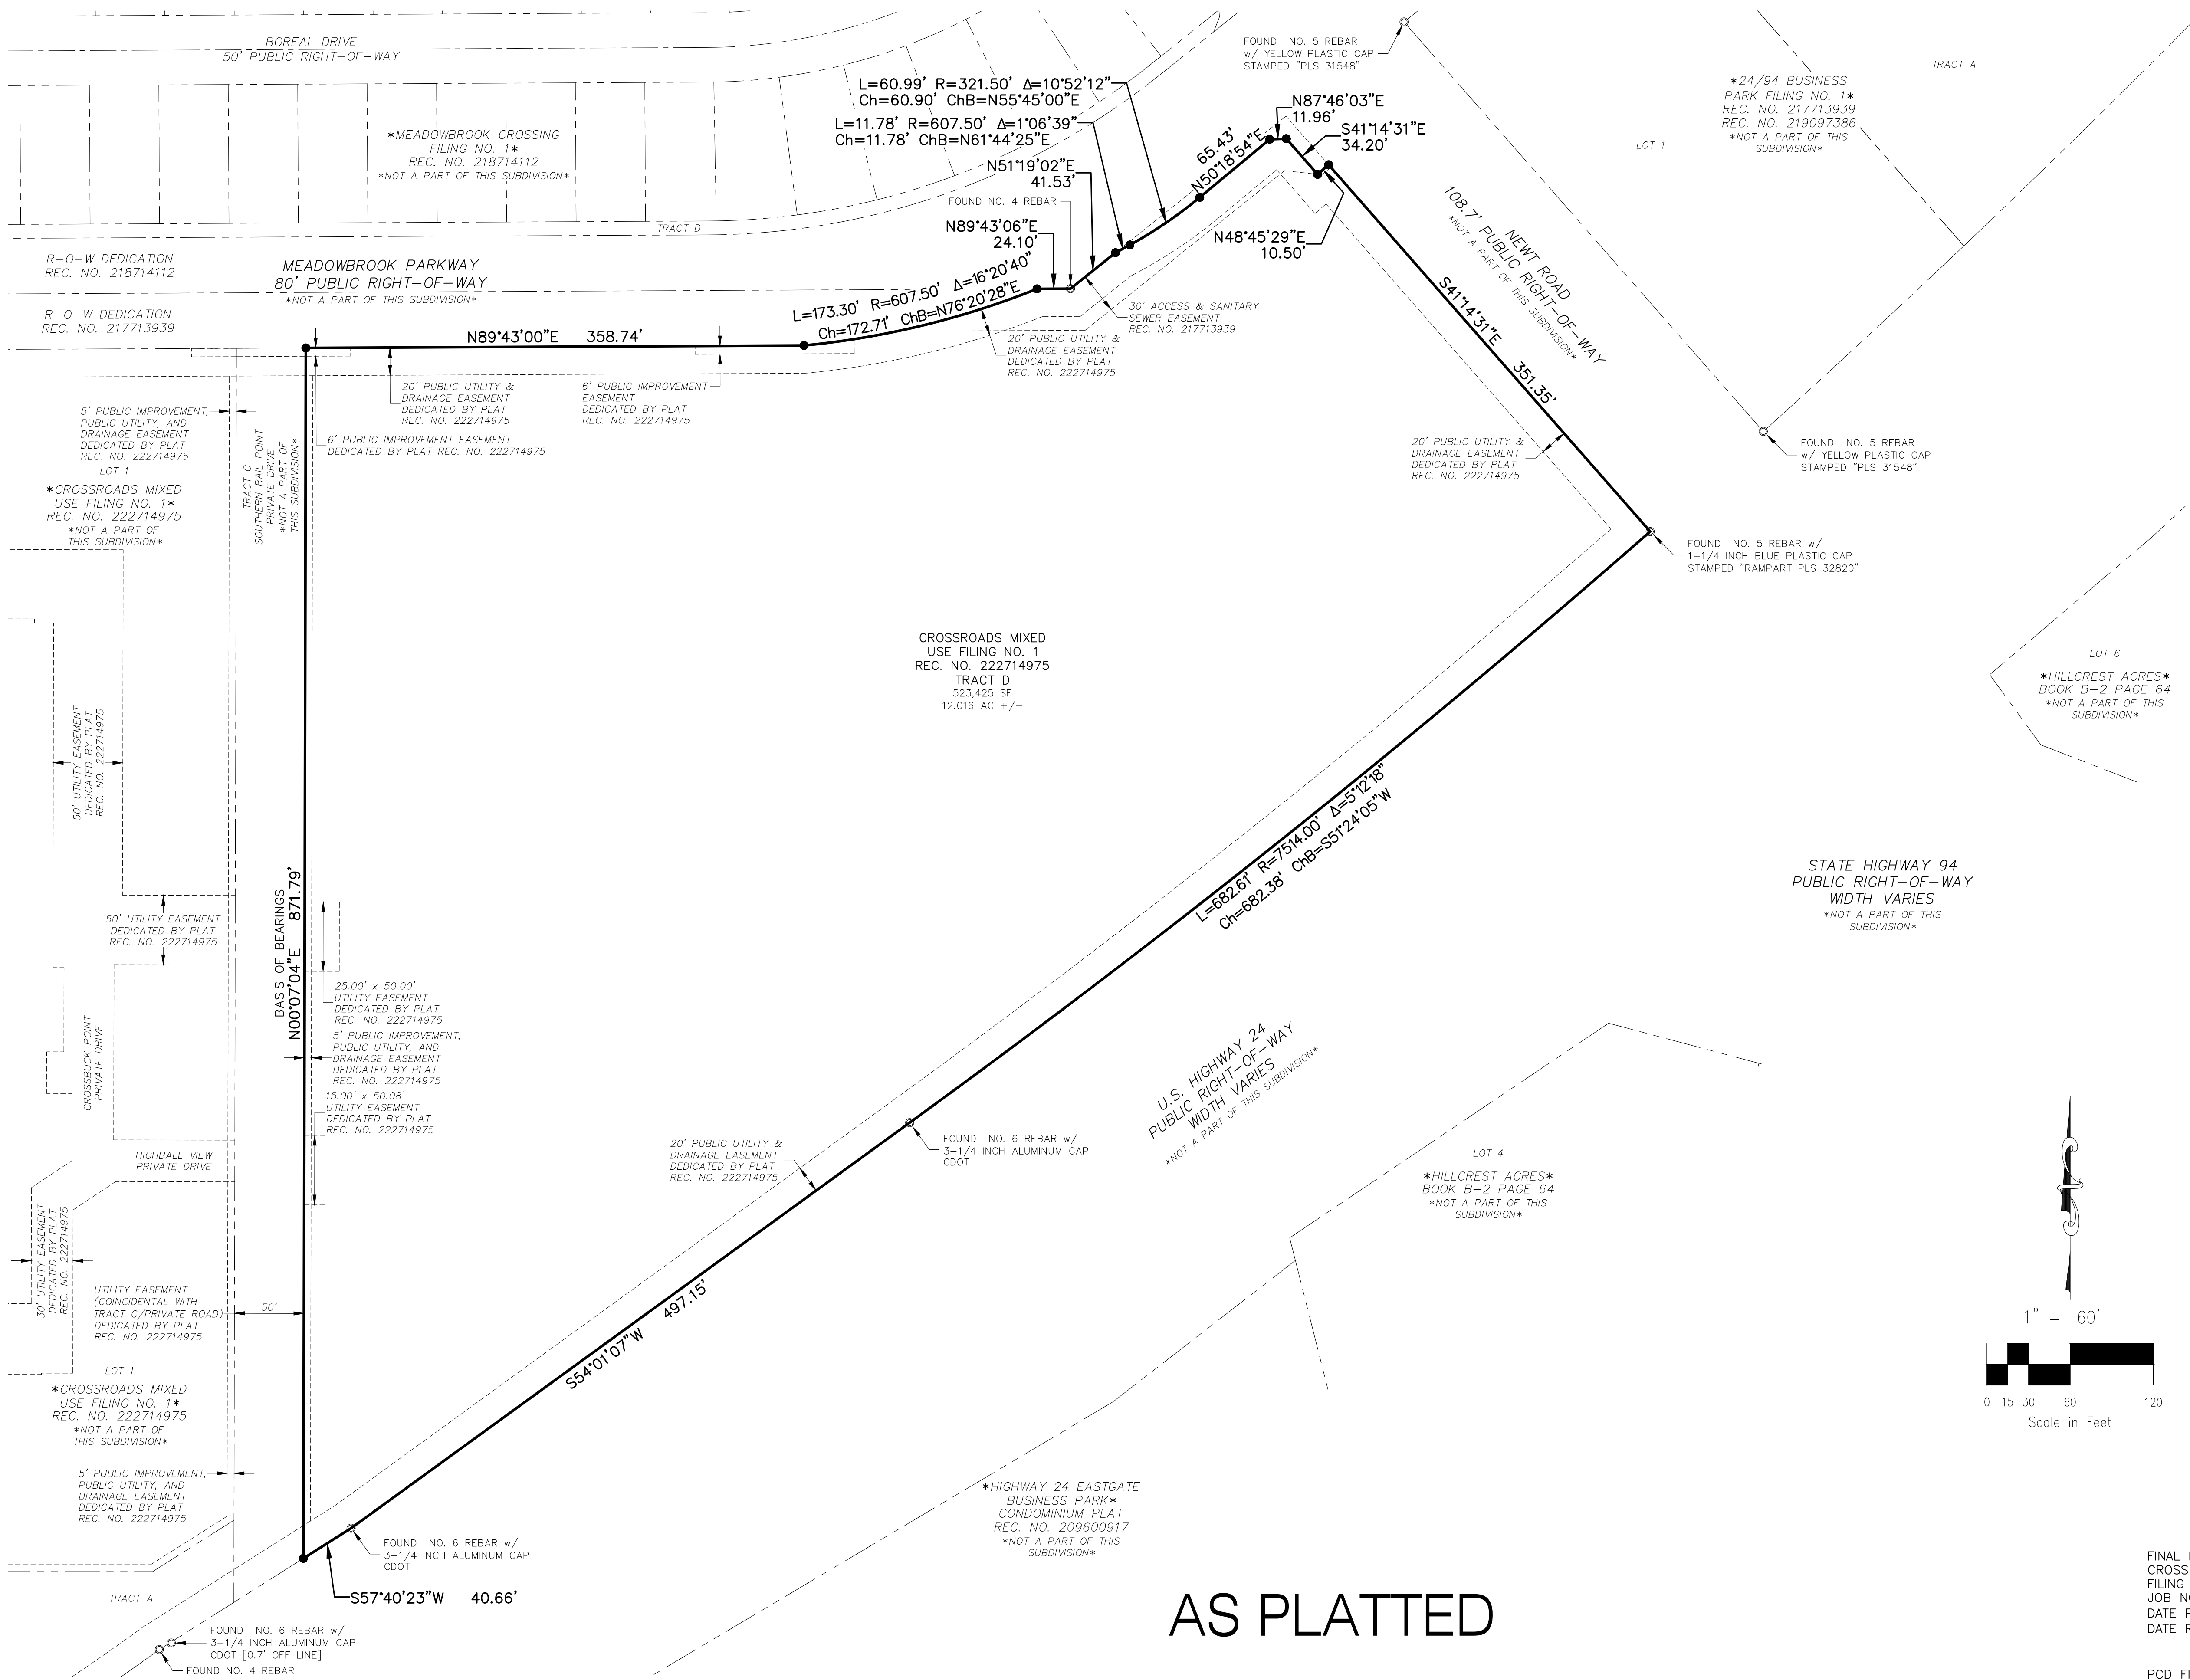 BOREAL DRIVE
50' PUBLIC RIGHT-OF-WAY
*MEADOWBROOK CROSSING
FILING NO. 1*
REC. NO. 218714112
*NOT A PART OF THIS SUBDIVISION*
L=60.99' R=321.50' Δ=10°52'12"
Ch=60.90' ChB=N55°45'00"E
L=11.78' R=607.50' Δ=1°06'39"
Ch=11.78' ChB=N61°44'25"E
N51°19'02"E
41.53'
FOUND NO. 4 REBAR
N89°43'06"E
24.10'
65.43'
N50°18'54"E
FOUND NO. 5 REBAR
w/ YELLOW PLASTIC CAP
STAMPED "PLS 31548"
N87°46'03"E
11.96'
S41°14'31"E
34.20'
N48°45'29"E
10.50'
*24/94 BUSINESS
PARK FILING NO. 1*
REC. NO. 217713939
REC. NO. 219097386
*NOT A PART OF THIS
SUBDIVISION*
TRACT A
LOT 1
108.7' PUBLIC RIGHT-OF-WAY
NEWT ROAD
*NOT A PART OF THIS SUBDIVISION*
S41°14'31"E
351.35'
TRACT D
R-O-W DEDICATION
REC. NO. 218714112
MEADOWBROOK PARKWAY
80' PUBLIC RIGHT-OF-WAY
*NOT A PART OF THIS SUBDIVISION*
R-O-W DEDICATION
REC. NO. 217713939
N89°43'00"E 358.74'
L=173.30' R=607.50' Δ=16°20'40"
Ch=172.71' ChB=N76°20'28"E
30' ACCESS & SANITARY
SEWER EASEMENT
REC. NO. 217713939
20' PUBLIC UTILITY &
DRAINAGE EASEMENT
DEDICATED BY PLAT
REC. NO. 222714975
20' PUBLIC UTILITY &
DRAINAGE EASEMENT
DEDICATED BY PLAT
REC. NO. 222714975
6' PUBLIC IMPROVEMENT
EASEMENT
DEDICATED BY PLAT
REC. NO. 222714975
6' PUBLIC IMPROVEMENT EASEMENT
DEDICATED BY PLAT REC. NO. 222714975
5' PUBLIC IMPROVEMENT,
PUBLIC UTILITY, AND
DRAINAGE EASEMENT
DEDICATED BY PLAT
REC. NO. 222714975
LOT 1
*CROSSROADS MIXED
USE FILING NO. 1*
REC. NO. 222714975
*NOT A PART OF
THIS SUBDIVISION*
TRACT C
SOUTHERN RAIL POINT
PRIVATE DRIVE
*NOT A PART OF
THIS SUBDIVISION*
20' PUBLIC UTILITY &
DRAINAGE EASEMENT
DEDICATED BY PLAT
REC. NO. 222714975
FOUND NO. 5 REBAR
w/ YELLOW PLASTIC CAP
STAMPED "PLS 31548"
FOUND NO. 5 REBAR w/
1-1/4 INCH BLUE PLASTIC CAP
STAMPED "RAMPART PLS 32820"
CROSSROADS MIXED
USE FILING NO. 1
REC. NO. 222714975
TRACT D
523,425 SF
12.016 AC +/-
LOT 6
*HILLCREST ACRES*
BOOK B-2 PAGE 64
*NOT A PART OF THIS
SUBDIVISION*
50' UTILITY EASEMENT
DEDICATED BY PLAT
REC. NO. 222714975
L=682.61' R=7514.00' Δ=5°12'18"
Ch=682.38' ChB=S51°24'05"W
STATE HIGHWAY 94
PUBLIC RIGHT-OF-WAY
WIDTH VARIES
*NOT A PART OF THIS
SUBDIVISION*
50' UTILITY EASEMENT
DEDICATED BY PLAT
REC. NO. 222714975
BASIS OF BEARINGS
N00°07'04"E 871.79'
25.00' x 50.00'
UTILITY EASEMENT
DEDICATED BY PLAT
REC. NO. 222714975
5' PUBLIC IMPROVEMENT,
PUBLIC UTILITY, AND
DRAINAGE EASEMENT
DEDICATED BY PLAT
REC. NO. 222714975
15.00' x 50.08'
UTILITY EASEMENT
DEDICATED BY PLAT
REC. NO. 222714975
CROSSBUCK POINT
PRIVATE DRIVE
HIGHBALL VIEW
PRIVATE DRIVE
U.S. HIGHWAY 24
PUBLIC RIGHT-OF-WAY
WIDTH VARIES
*NOT A PART OF THIS SUBDIVISION*
20' PUBLIC UTILITY &
DRAINAGE EASEMENT
DEDICATED BY PLAT
REC. NO. 222714975
FOUND NO. 6 REBAR w/
3-1/4 INCH ALUMINUM CAP
CDOT
LOT 4
*HILLCREST ACRES*
BOOK B-2 PAGE 64
*NOT A PART OF THIS
SUBDIVISION*
30' UTILITY EASEMENT
DEDICATED BY PLAT
REC. NO. 222714975
UTILITY EASEMENT
(COINCIDENTAL WITH
TRACT C/PRIVATE ROAD)
DEDICATED BY PLAT
REC. NO. 222714975
50'
S54°01'07"W 497.15'
1" = 60'
0 15 30 60 120
Scale in Feet
LOT 1
*CROSSROADS MIXED
USE FILING NO. 1*
REC. NO. 222714975
*NOT A PART OF
THIS SUBDIVISION*
5' PUBLIC IMPROVEMENT,
PUBLIC UTILITY, AND
DRAINAGE EASEMENT
DEDICATED BY PLAT
REC. NO. 222714975
*HIGHWAY 24 EASTGATE
BUSINESS PARK*
CONDOMINIUM PLAT
REC. NO. 209600917
*NOT A PART OF THIS
SUBDIVISION*
FOUND NO. 6 REBAR w/
3-1/4 INCH ALUMINUM CAP
CDOT
S57°40'23"W 40.66'
TRACT A
FOUND NO. 6 REBAR w/
3-1/4 INCH ALUMINUM CAP
CDOT [0.7' OFF LINE]
FOUND NO. 4 REBAR
AS PLATTED
FINAL
FILING
JOB
DATE
DATE
PCD